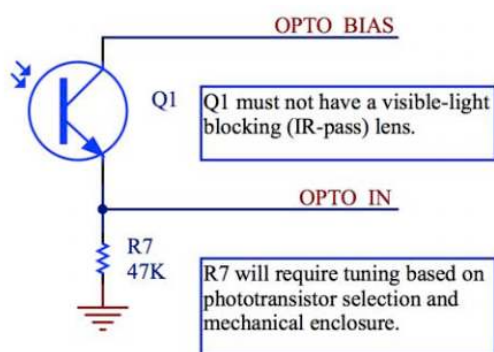 OPTO BIAS
Q1
Q1 must not have a visible-light
blocking (IR-pass) lens.
OPTO IN
R7
47K
R7 will require tuning based on
phototransistor selection and
mechanical enclosure.